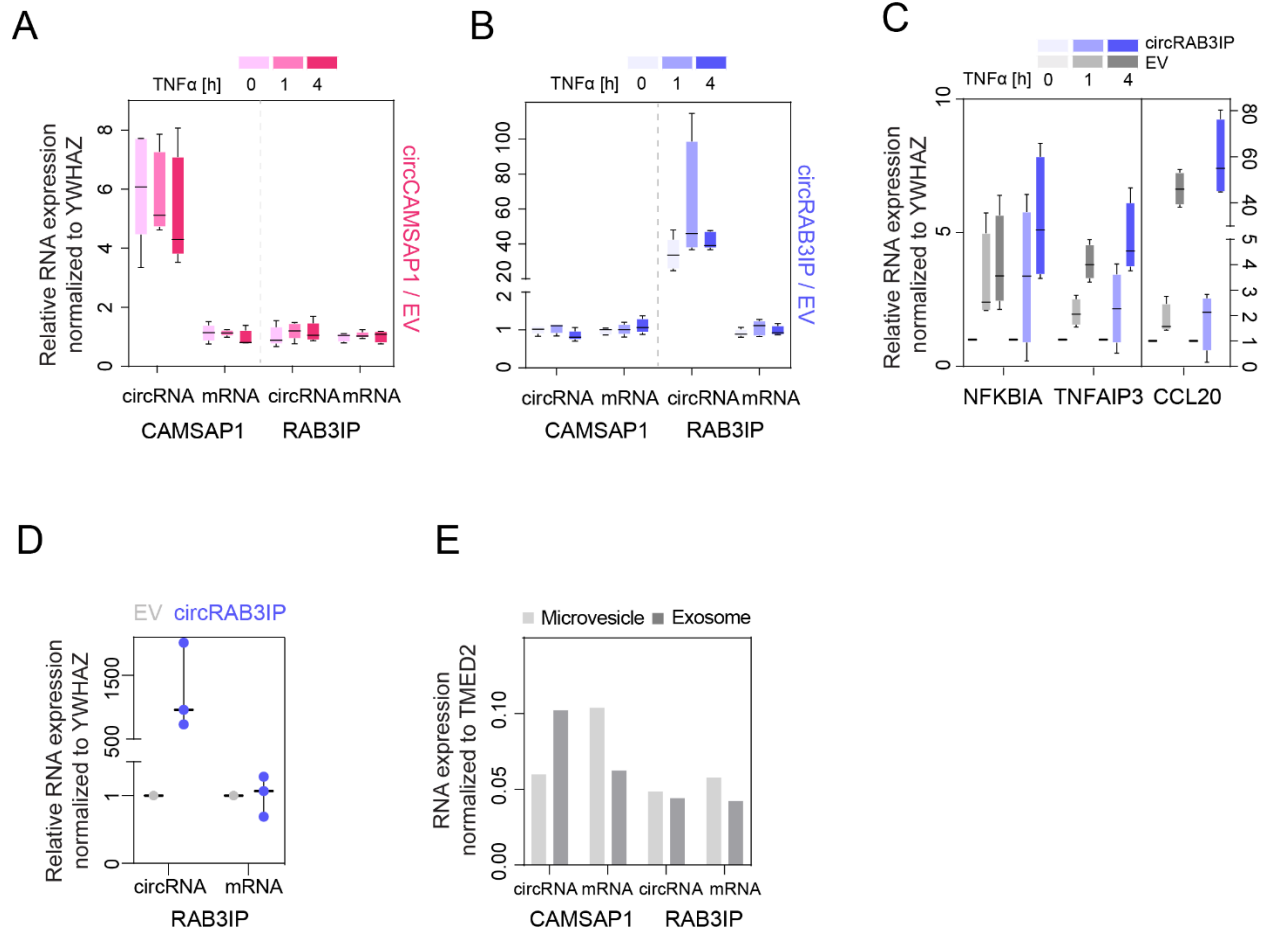 A
TNFα [h] 0 1 4
Relative RNA expression
normalized to YWHAZ
8
6
4
2
0
circCAMSAP1 / EV
circRNA mRNA circRNA mRNA
CAMSAP1 RAB3IP
B
TNFα [h] 0 1 4
100
80
60
40
20
2
1
0
circRAB3IP / EV
circRNA mRNA circRNA mRNA
CAMSAP1 RAB3IP
C
circRAB3IP
EV
TNFα [h] 0 1 4
Relative RNA expression
normalized to YWHAZ
10
5
0
80
60
40
5
4
3
2
1
0
NFKBIA TNFAIP3 CCL20
D
EV circRAB3IP
Relative RNA expression
normalized to YWHAZ
1500
500
1
0
circRNA mRNA
RAB3IP
E
Microvesicle Exosome
RNA expression
normalized to TMED2
0.10
0.05
0.00
circRNA mRNA circRNA mRNA
CAMSAP1 RAB3IP